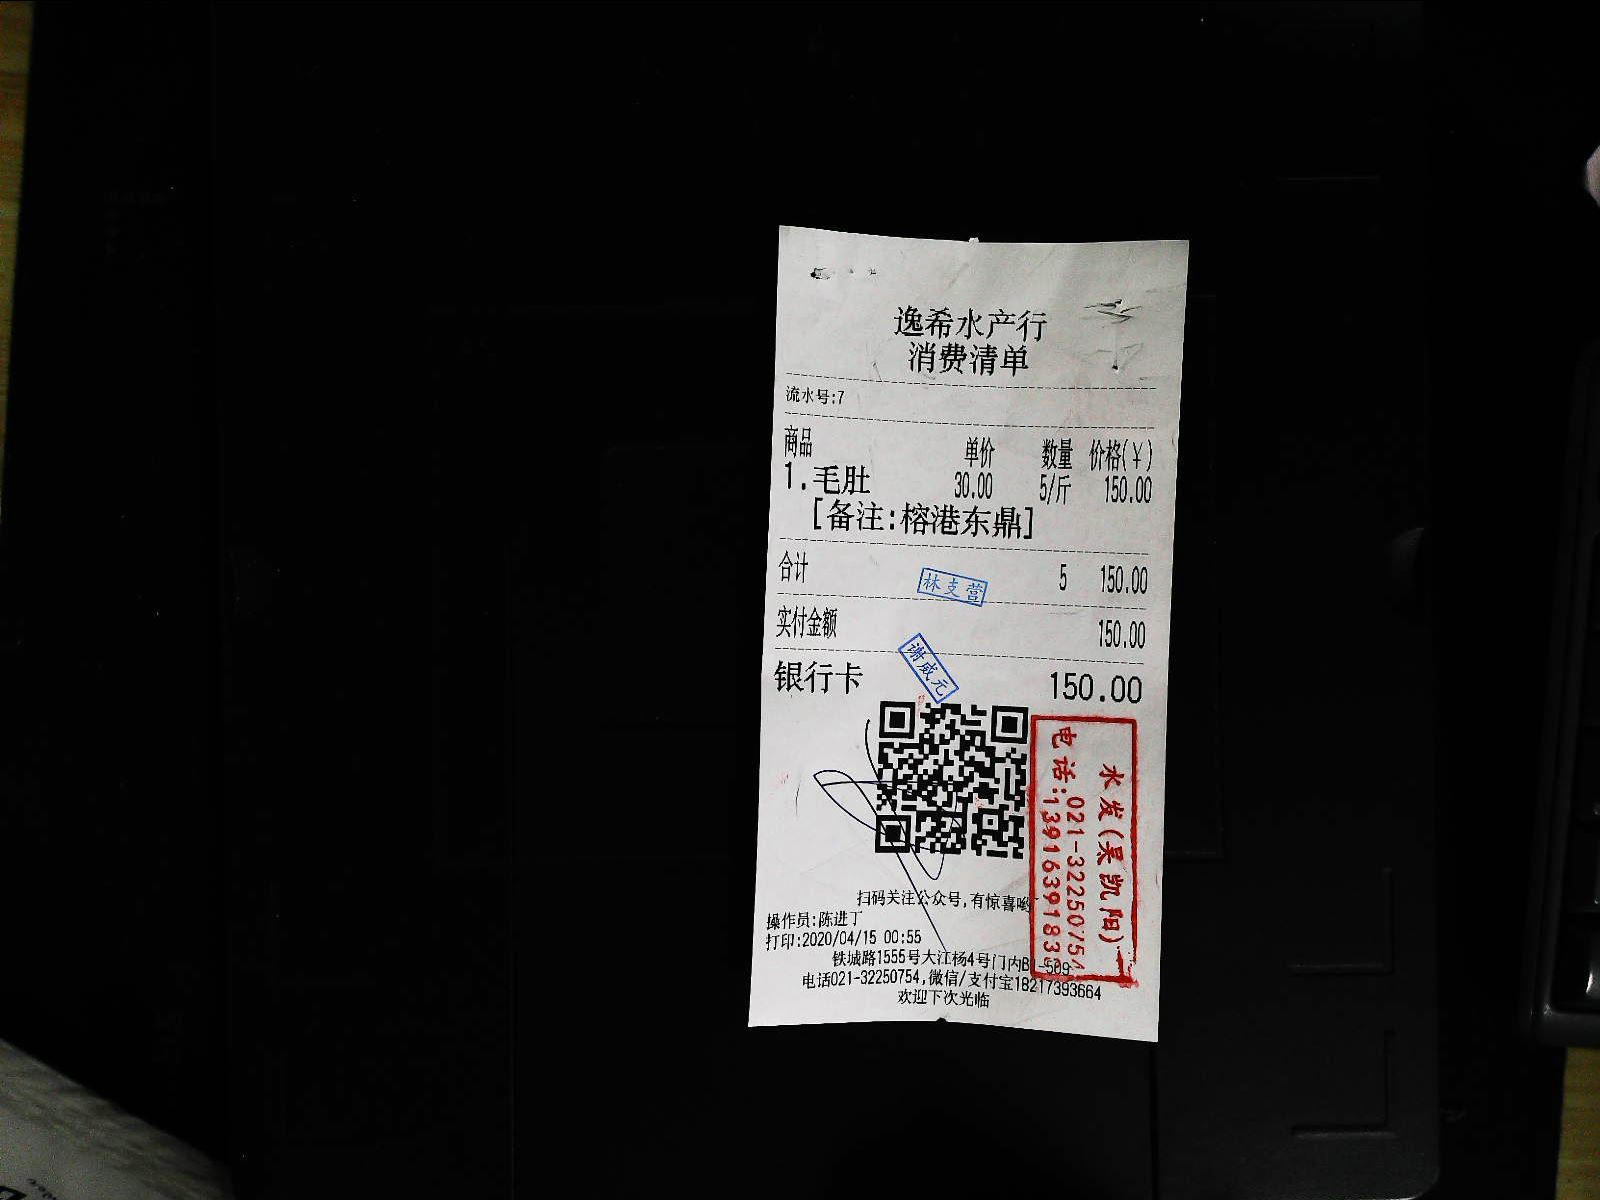 逸希水产行
消费清单
流水号:7
商品 单价 数量 价格(¥)
1.毛肚 30.00 5/斤 150.00
[备注:榕港东鼎]
合计 5 150.00
林支营
实付金额 150.00
谢威元
银行卡 150.00
水发(吴凯阳)
电话:021-32250754
13916391183
扫码关注公众号,有惊喜哟
操作员:陈进丁
打印:2020/04/15 00:55
铁城路1555号大江杨4号门内B1-509
电话021-32250754,微信/支付宝18217393664
欢迎下次光临